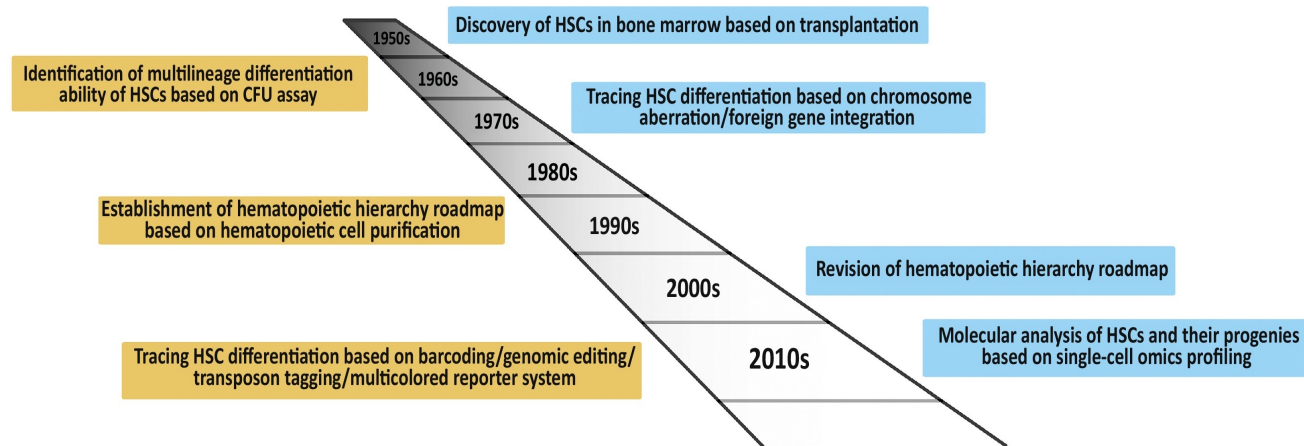 1950s
Discovery of HSCs in bone marrow based on transplantation
Identification of multilineage differentiation
ability of HSCs based on CFU assay
1960s
Tracing HSC differentiation based on chromosome
aberration/foreign gene integration
1970s
1980s
Establishment of hematopoietic hierarchy roadmap
based on hematopoietic cell purification
1990s
Revision of hematopoietic hierarchy roadmap
2000s
Molecular analysis of HSCs and their progenies
based on single-cell omics profiling
Tracing HSC differentiation based on barcoding/genomic editing/
transposon tagging/multicolored reporter system
2010s